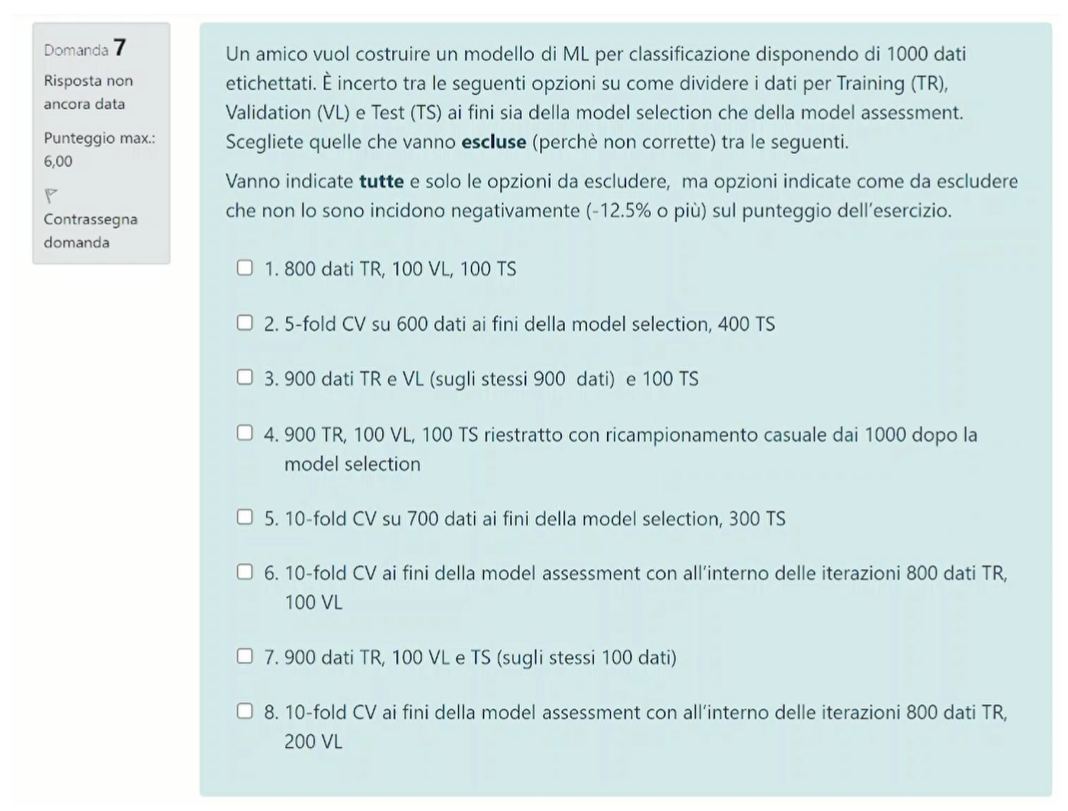 Domanda 7
Risposta non
ancora data
Punteggio max.:
6,00
Contrassegna
domanda
Un amico vuol costruire un modello di ML per classificazione disponendo di 1000 dati
etichettati. È incerto tra le seguenti opzioni su come dividere i dati per Training (TR),
Validation (VL) e Test (TS) ai fini sia della model selection che della model assessment.
Scegliete quelle che vanno escluse (perchè non corrette) tra le seguenti.
Vanno indicate tutte e solo le opzioni da escludere, ma opzioni indicate come da escludere
che non lo sono incidono negativamente (-12.5% o più) sul punteggio dell'esercizio.
1. 800 dati TR, 100 VL, 100 TS
2. 5-fold CV su 600 dati ai fini della model selection, 400 TS
3. 900 dati TR e VL (sugli stessi 900 dati) e 100 TS
4. 900 TR, 100 VL, 100 TS riestratto con ricampionamento casuale dai 1000 dopo la
model selection
5. 10-fold CV su 700 dati ai fini della model selection, 300 TS
6. 10-fold CV ai fini della model assessment con all'interno delle iterazioni 800 dati TR,
100 VL
7. 900 dati TR, 100 VL e TS (sugli stessi 100 dati)
8. 10-fold CV ai fini della model assessment con all'interno delle iterazioni 800 dati TR,
200 VL